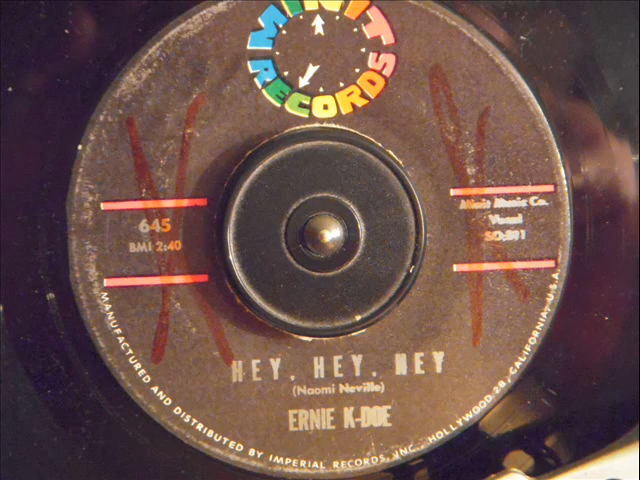 MINIT
RECORDS
645
BMI 2:40
Minit Music Co.
Vocal
SO-891
HEY, HEY, HEY
(Naomi Neville)
ERNIE K-DOE
MANUFACTURED AND DISTRIBUTED BY IMPERIAL RECORDS, INC., HOLLYWOOD 28, CALIFORNIA, U.S.A.